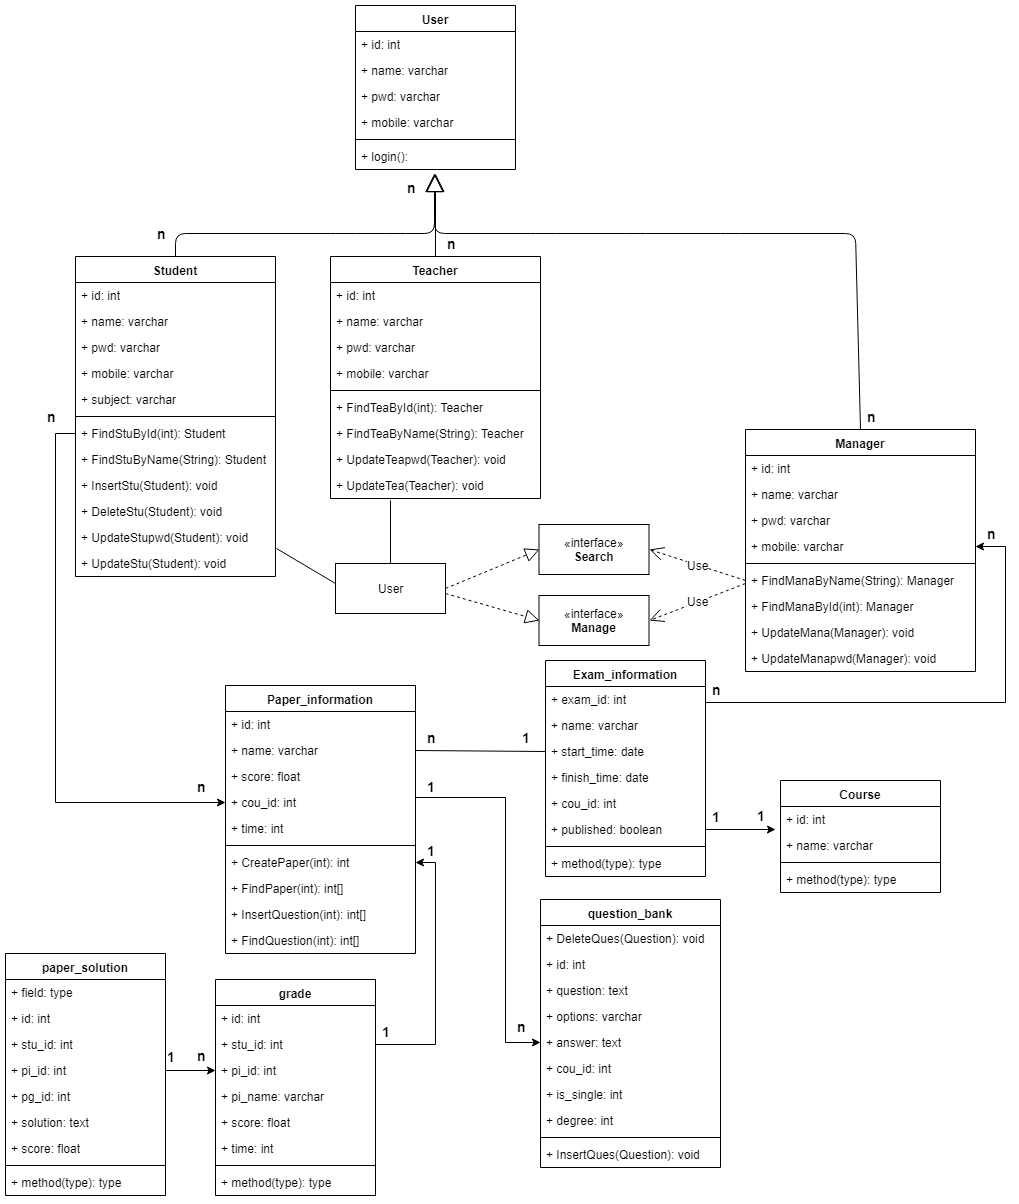 User
+ id: int
+ name: varchar
+ pwd: varchar
+ mobile: varchar
+ login():
n
n
n
n
Student
+ id: int
+ name: varchar
+ pwd: varchar
+ mobile: varchar
+ subject: varchar
+ FindStuById(int): Student
+ FindStuByName(String): Student
+ InsertStu(Student): void
+ DeleteStu(Student): void
+ UpdateStupwd(Student): void
+ UpdateStu(Student): void
Teacher
+ id: int
+ name: varchar
+ pwd: varchar
+ mobile: varchar
+ FindTeaById(int): Teacher
+ FindTeaByName(String): Teacher
+ UpdateTeapwd(Teacher): void
+ UpdateTea(Teacher): void
Manager
+ id: int
+ name: varchar
+ pwd: varchar
+ mobile: varchar
+ FindManaByName(String): Manager
+ FindManaById(int): Manager
+ UpdateMana(Manager): void
+ UpdateManapwd(Manager): void
n
n
User
«interface»
Search
«interface»
Manage
Use
Use
Paper_information
+ id: int
+ name: varchar
+ score: float
+ cou_id: int
+ time: int
+ CreatePaper(int): int
+ FindPaper(int): int[]
+ InsertQuestion(int): int[]
+ FindQuestion(int): int[]
n
n
1
1
1
Exam_information
+ exam_id: int
+ name: varchar
+ start_time: date
+ finish_time: date
+ cou_id: int
+ published: boolean
+ method(type): type
n
1
1
Course
+ id: int
+ name: varchar
+ method(type): type
question_bank
+ DeleteQues(Question): void
+ id: int
+ question: text
+ options: varchar
+ answer: text
+ cou_id: int
+ is_single: int
+ degree: int
+ InsertQues(Question): void
n
paper_solution
+ field: type
+ id: int
+ stu_id: int
+ pi_id: int
+ pg_id: int
+ solution: text
+ score: float
+ method(type): type
1
n
grade
+ id: int
+ stu_id: int
+ pi_id: int
+ pi_name: varchar
+ score: float
+ time: int
+ method(type): type
1